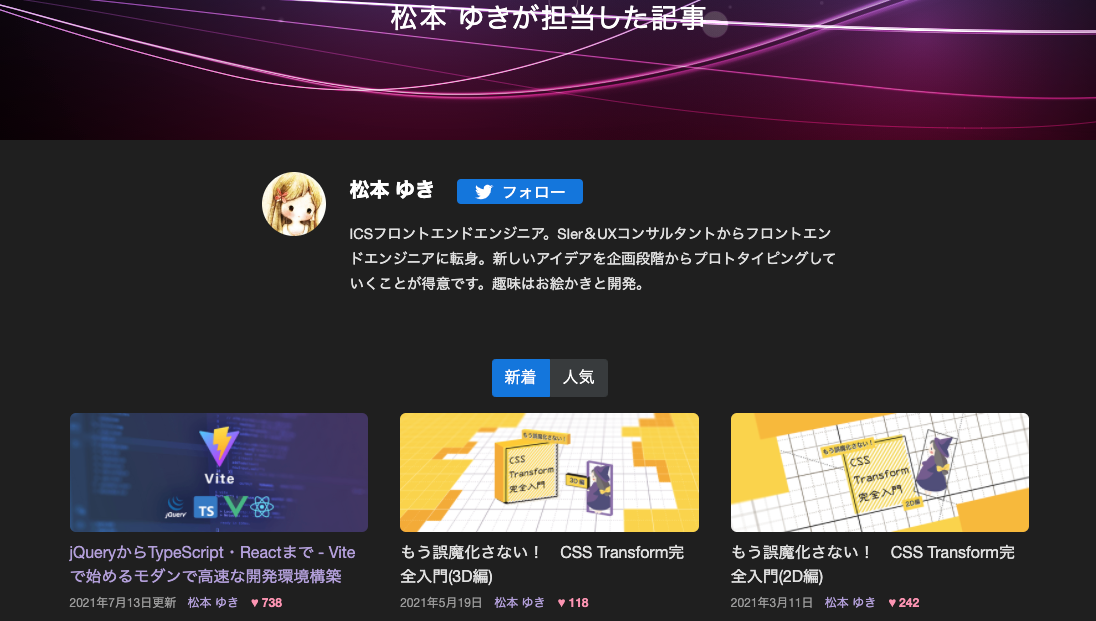 松本 ゆきが担当した記事
松本 ゆき
フォロー
ICSフロントエンドエンジニア。SIer＆UXコンサルタントからフロントエン
ドエンジニアに転身。新しいアイデアを企画段階からプロトタイピングして
いくことが得意です。趣味はお絵かきと開発。
新着 人気
Vite
jQuery TS
jQueryからTypeScript・Reactまで - Vite
で始めるモダンで高速な開発環境構築
2021年7月13日更新 松本 ゆき ♥ 738
もう誤魔化さない！
CSS
Transform
完全入門
3D編
もう誤魔化さない！　CSS Transform完
全入門(3D編)
2021年5月19日 松本 ゆき ♥ 118
もう誤魔化さない！
CSS
Transform
完全入門
2D編
もう誤魔化さない！　CSS Transform完
全入門(2D編)
2021年3月11日 松本 ゆき ♥ 242